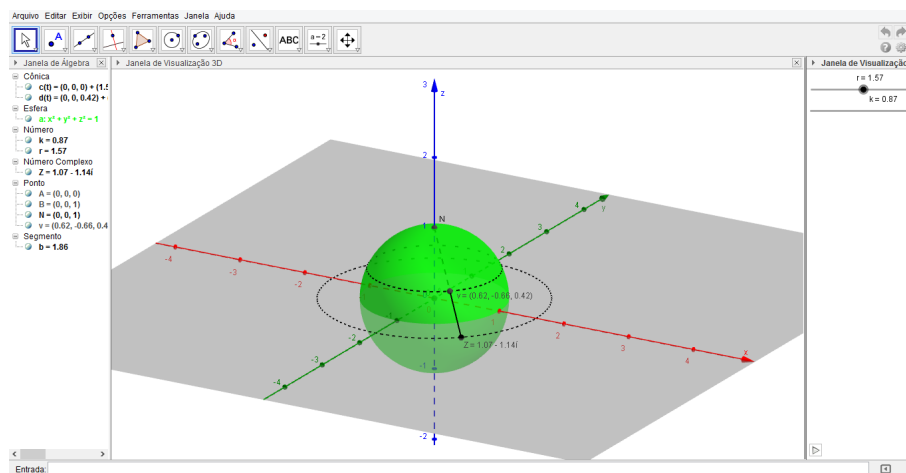 Arquivo Editar Exibir Opções Ferramentas Janela Ajuda
ABC
a = 2
Janela de Álgebra
Janela de Visualização 3D
Janela de Visualização
Cônica
c(t) = (0, 0, 0) + (1.5
d(t) = (0, 0, 0.42) +
Esfera
a: x² + y² + z² = 1
Número
k = 0.87
r = 1.57
Número Complexo
Z = 1.07 - 1.14í
Ponto
A = (0, 0, 0)
B = (0, 0, 1)
N = (0, 0, 1)
v = (0.62, -0.66, 0.4
Segmento
b = 1.86
3
z
2
N
1
-1
-2
-4
-3
-2
1
2
3
4
x
4
y
3
2
-1
-2
-3
-4
v = (0.62, -0.66, 0.42)
Z = 1.07 - 1.14í
r = 1.57
k = 0.87
Entrada: